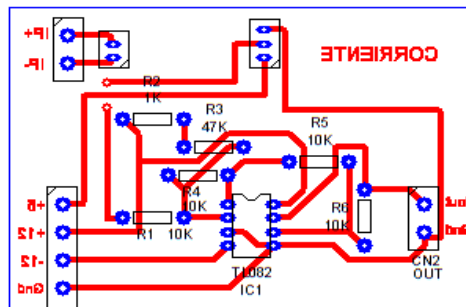 IP+
IP-
CORRIENTE
R2
1K
R3
47K
R5
10K
R4
10K
R1
10K
R6
10K
+5
+12
-12
Gnd
TL082
IC1
Iout
Gnd
CN2
OUT